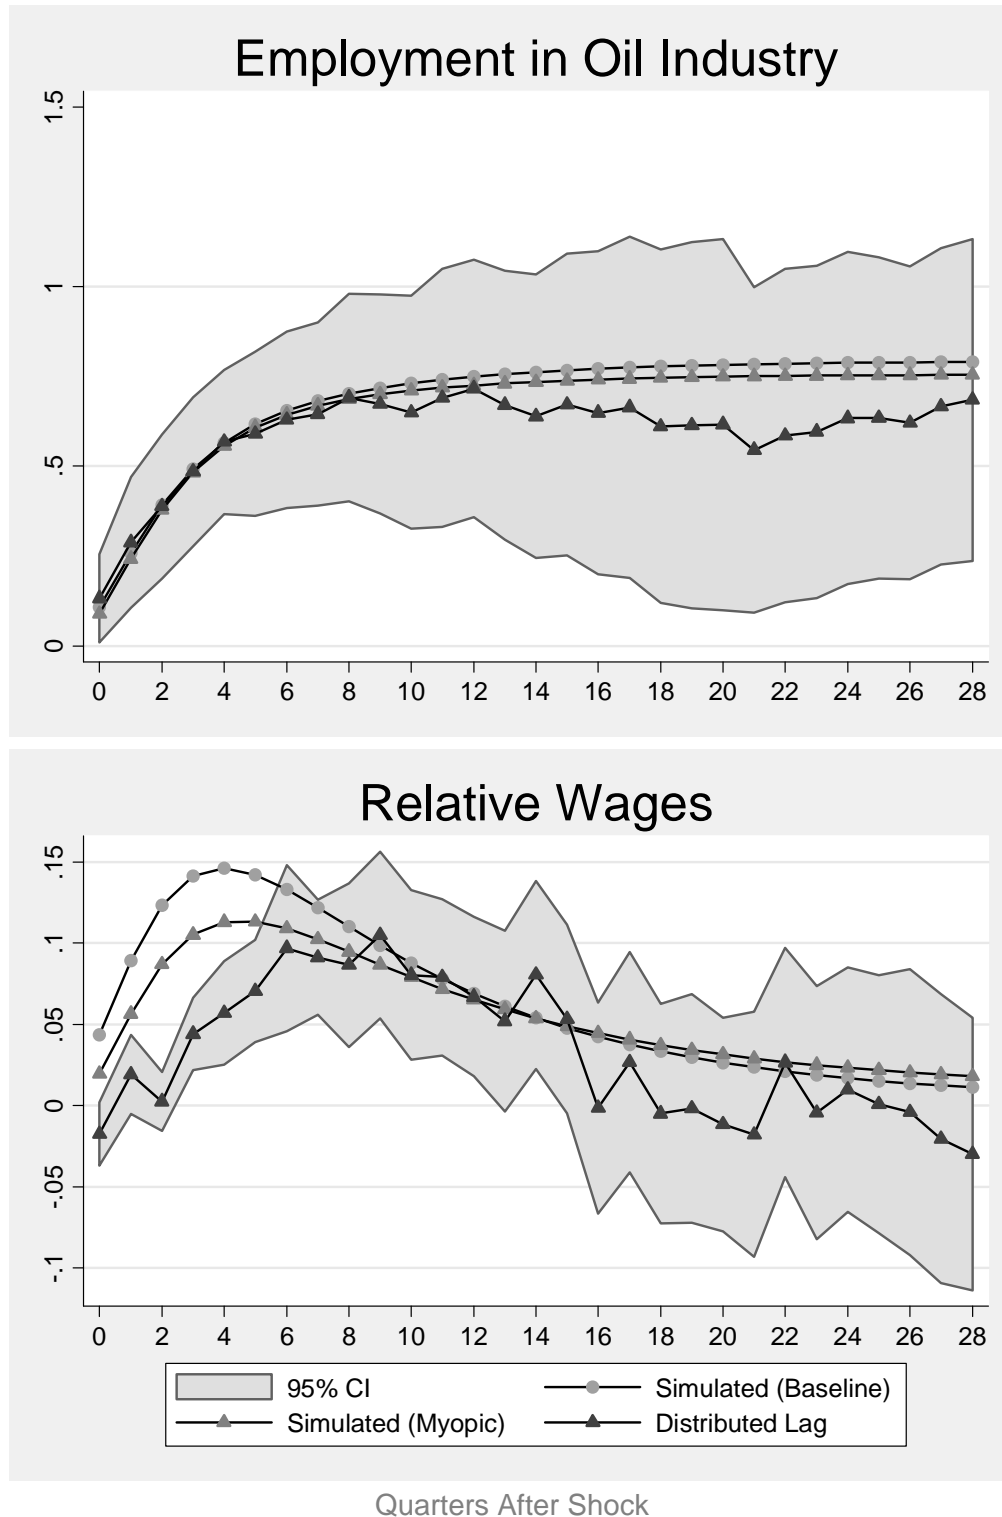 Employment in Oil Industry
1.5
1
.5
0
0 2 4 6 8 10 12 14 16 18 20 22 24 26 28
Relative Wages
.15
.1
.05
0
-.05
-.1
0 2 4 6 8 10 12 14 16 18 20 22 24 26 28
95% CI Simulated (Baseline)
Simulated (Myopic) Distributed Lag
Quarters After Shock